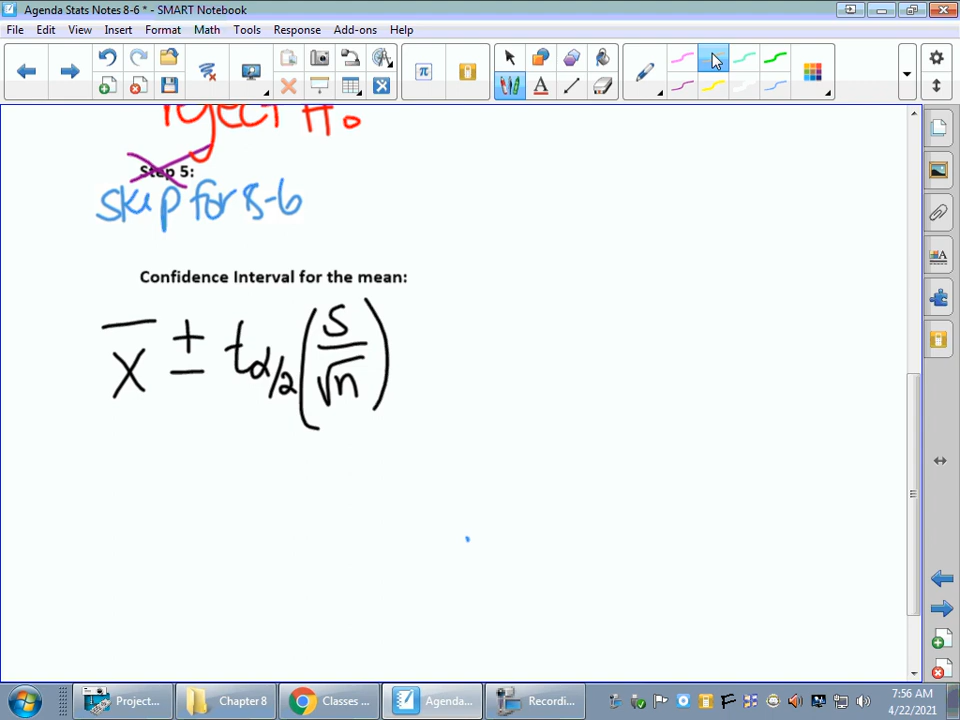 Agenda Stats Notes 8-6 * - SMART Notebook
File Edit View Insert Format Math Tools Response Add-ons Help
reject H₀
Step 5:
skip for 8-6
Confidence Interval for the mean:
x̄ ± t α/2 (s/√n)
Project...
Chapter 8
Classes ...
Agenda...
Recordi...
7:56 AM
4/22/2021